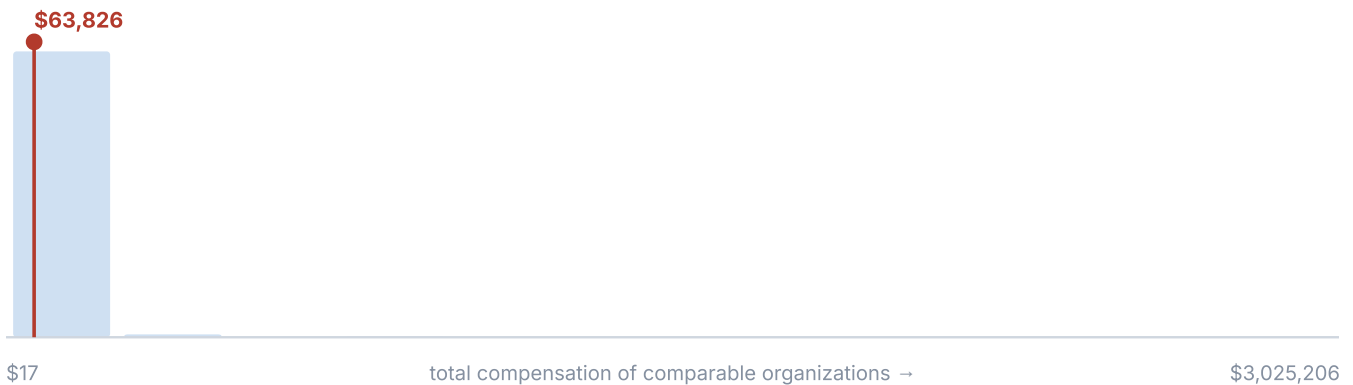 $63,826
$17 total compensation of comparable organizations → $3,025,206